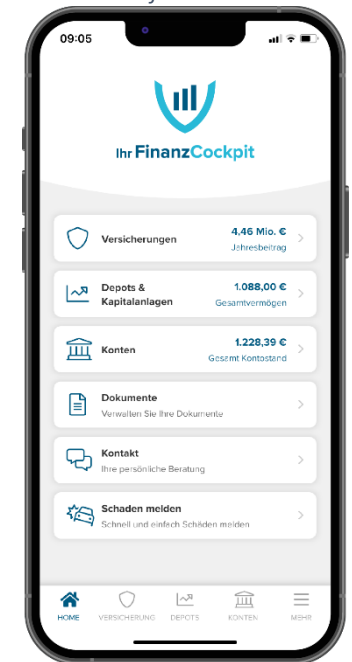 09:05
Ihr FinanzCockpit
Versicherungen
4,46 Mio. €
Jahresbeitrag
Depots &
Kapitalanlagen
1.088,00 €
Gesamtvermögen
Konten
1.228,39 €
Gesamt Kontostand
Dokumente
Verwalten Sie Ihre Dokumente
Kontakt
Ihre persönliche Beratung
Schaden melden
Schnell und einfach Schäden melden
HOME VERSICHERUNG DEPOTS KONTEN MEHR